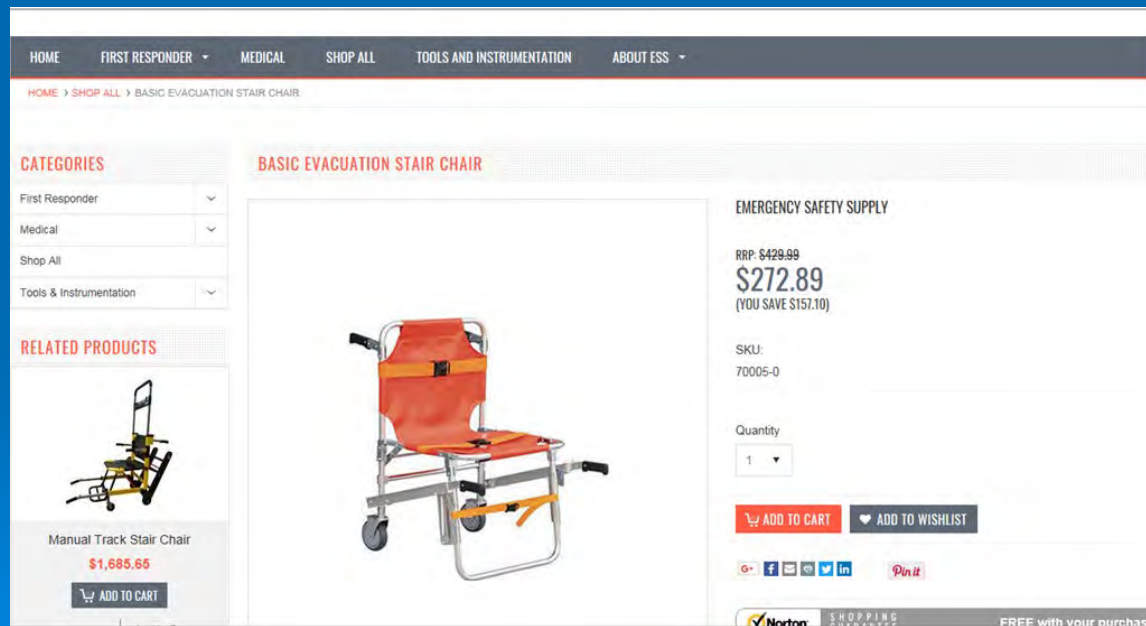 HOME FIRST RESPONDER MEDICAL SHOP ALL TOOLS AND INSTRUMENTATION ABOUT ESS
HOME > SHOP ALL > BASIC EVACUATION STAIR CHAIR
CATEGORIES
First Responder
Medical
Shop All
Tools & Instrumentation
RELATED PRODUCTS
Manual Track Stair Chair
$1,685.65
ADD TO CART
BASIC EVACUATION STAIR CHAIR
EMERGENCY SAFETY SUPPLY
RRP: $429.99
$272.89
(YOU SAVE $157.10)
SKU:
70005-0
Quantity
1
ADD TO CART ADD TO WISHLIST
G+ f in Pin it
Norton SHOPPING FREE with your purchas
GUARANTEE